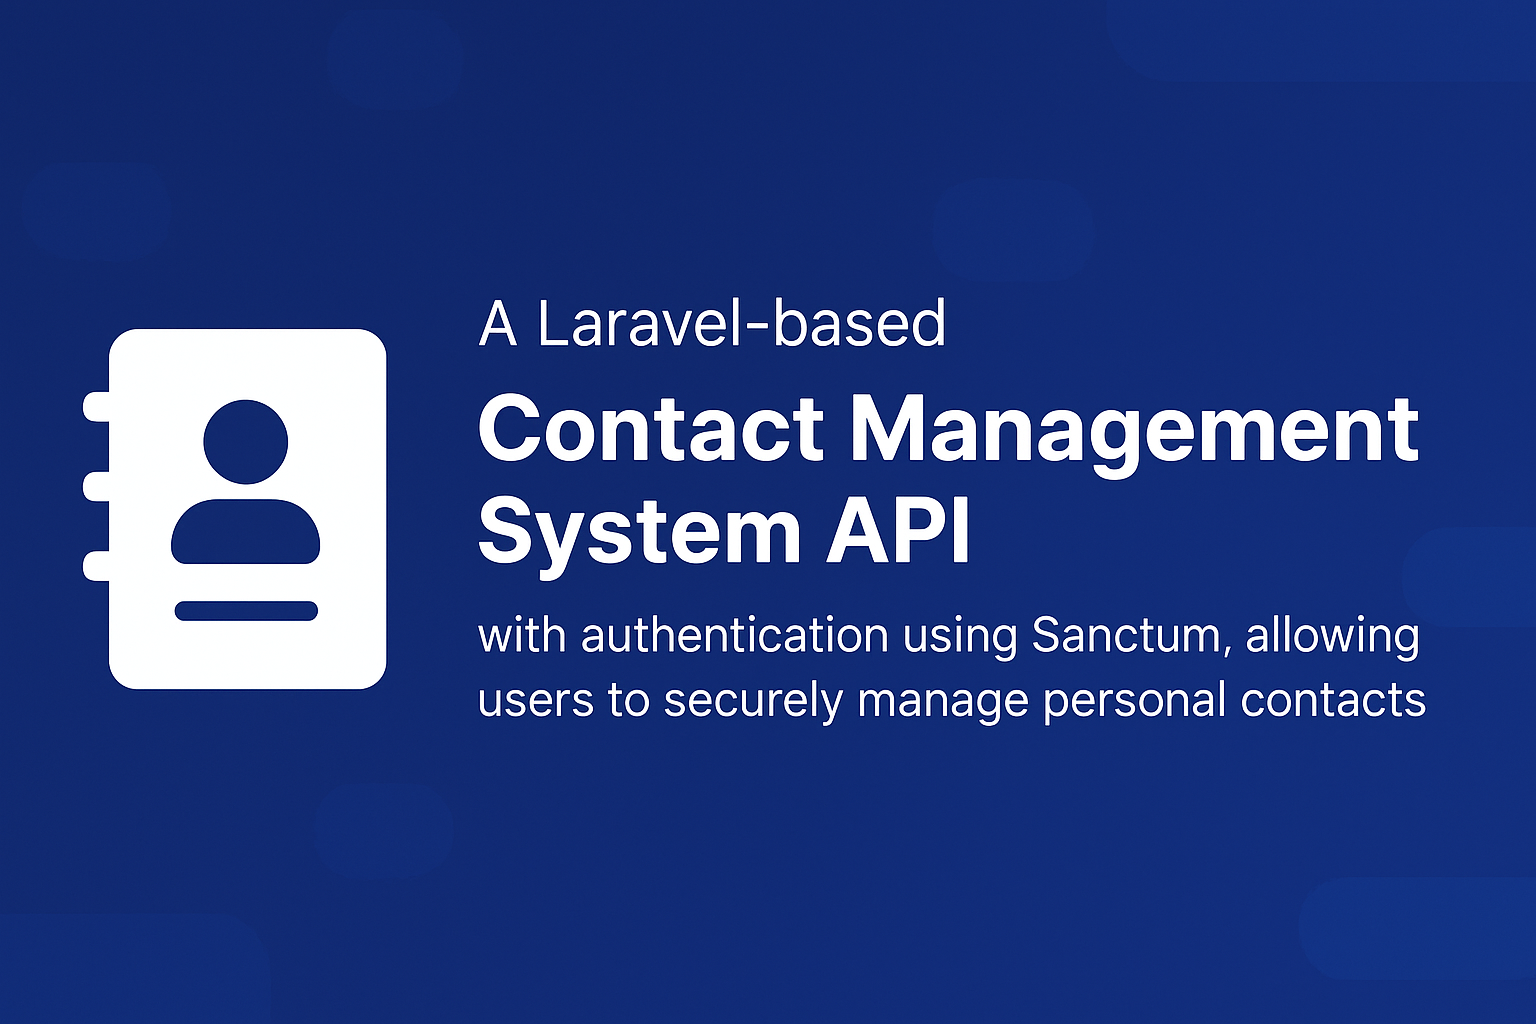 A Laravel-based
Contact Management
System API
with authentication using Sanctum, allowing
users to securely manage personal contacts